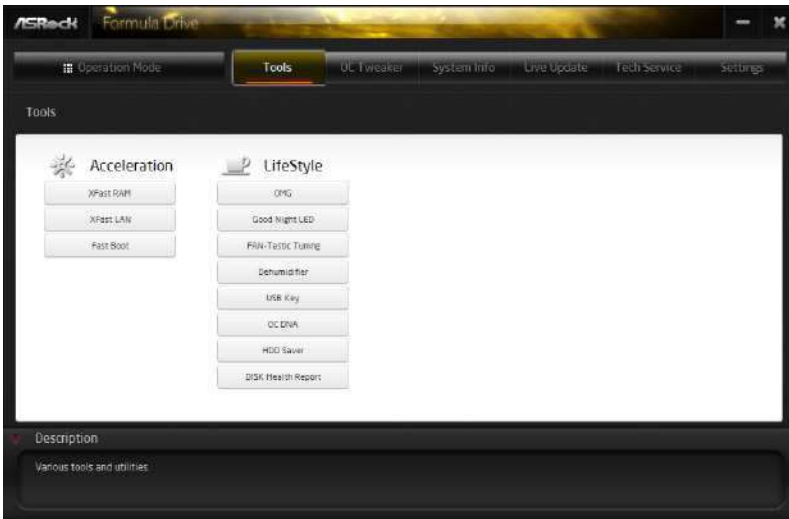 ASRock Formula Drive
Operation Mode Tools OC Tweaker System Info Live Update Tech Service Settings
Tools
Acceleration
XFast RAM
XFast LAN
Fast Boot
LifeStyle
OMG
Good Night LED
FAN-Tastic Tuning
Dehumidifier
USB Key
OC DNA
HDD Saver
DISK Health Report
Description
Various tools and utilities